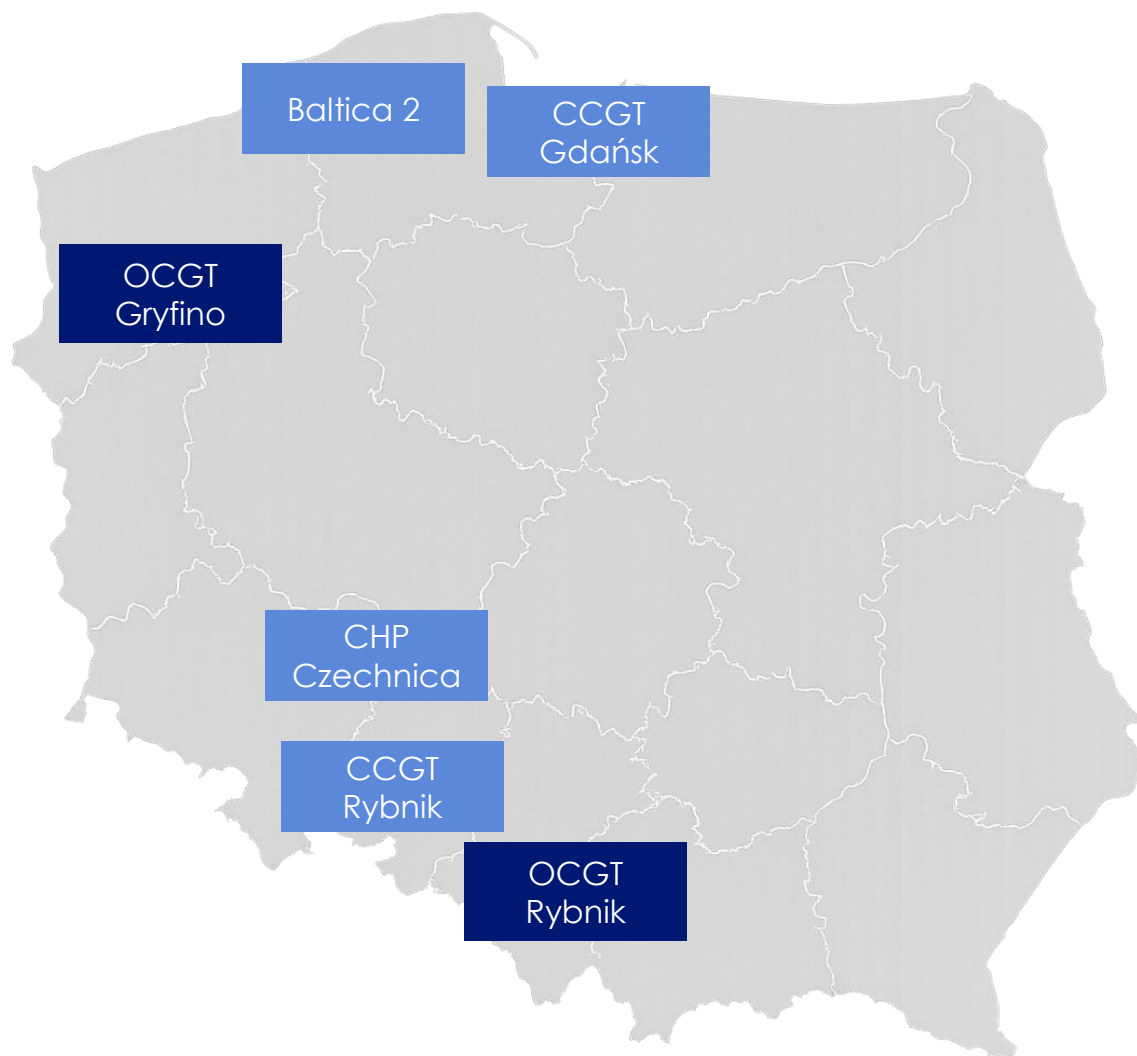 Baltica 2
CCGT
Gdańsk
OCGT
Gryfino
CHP
Czechnica
CCGT
Rybnik
OCGT
Rybnik